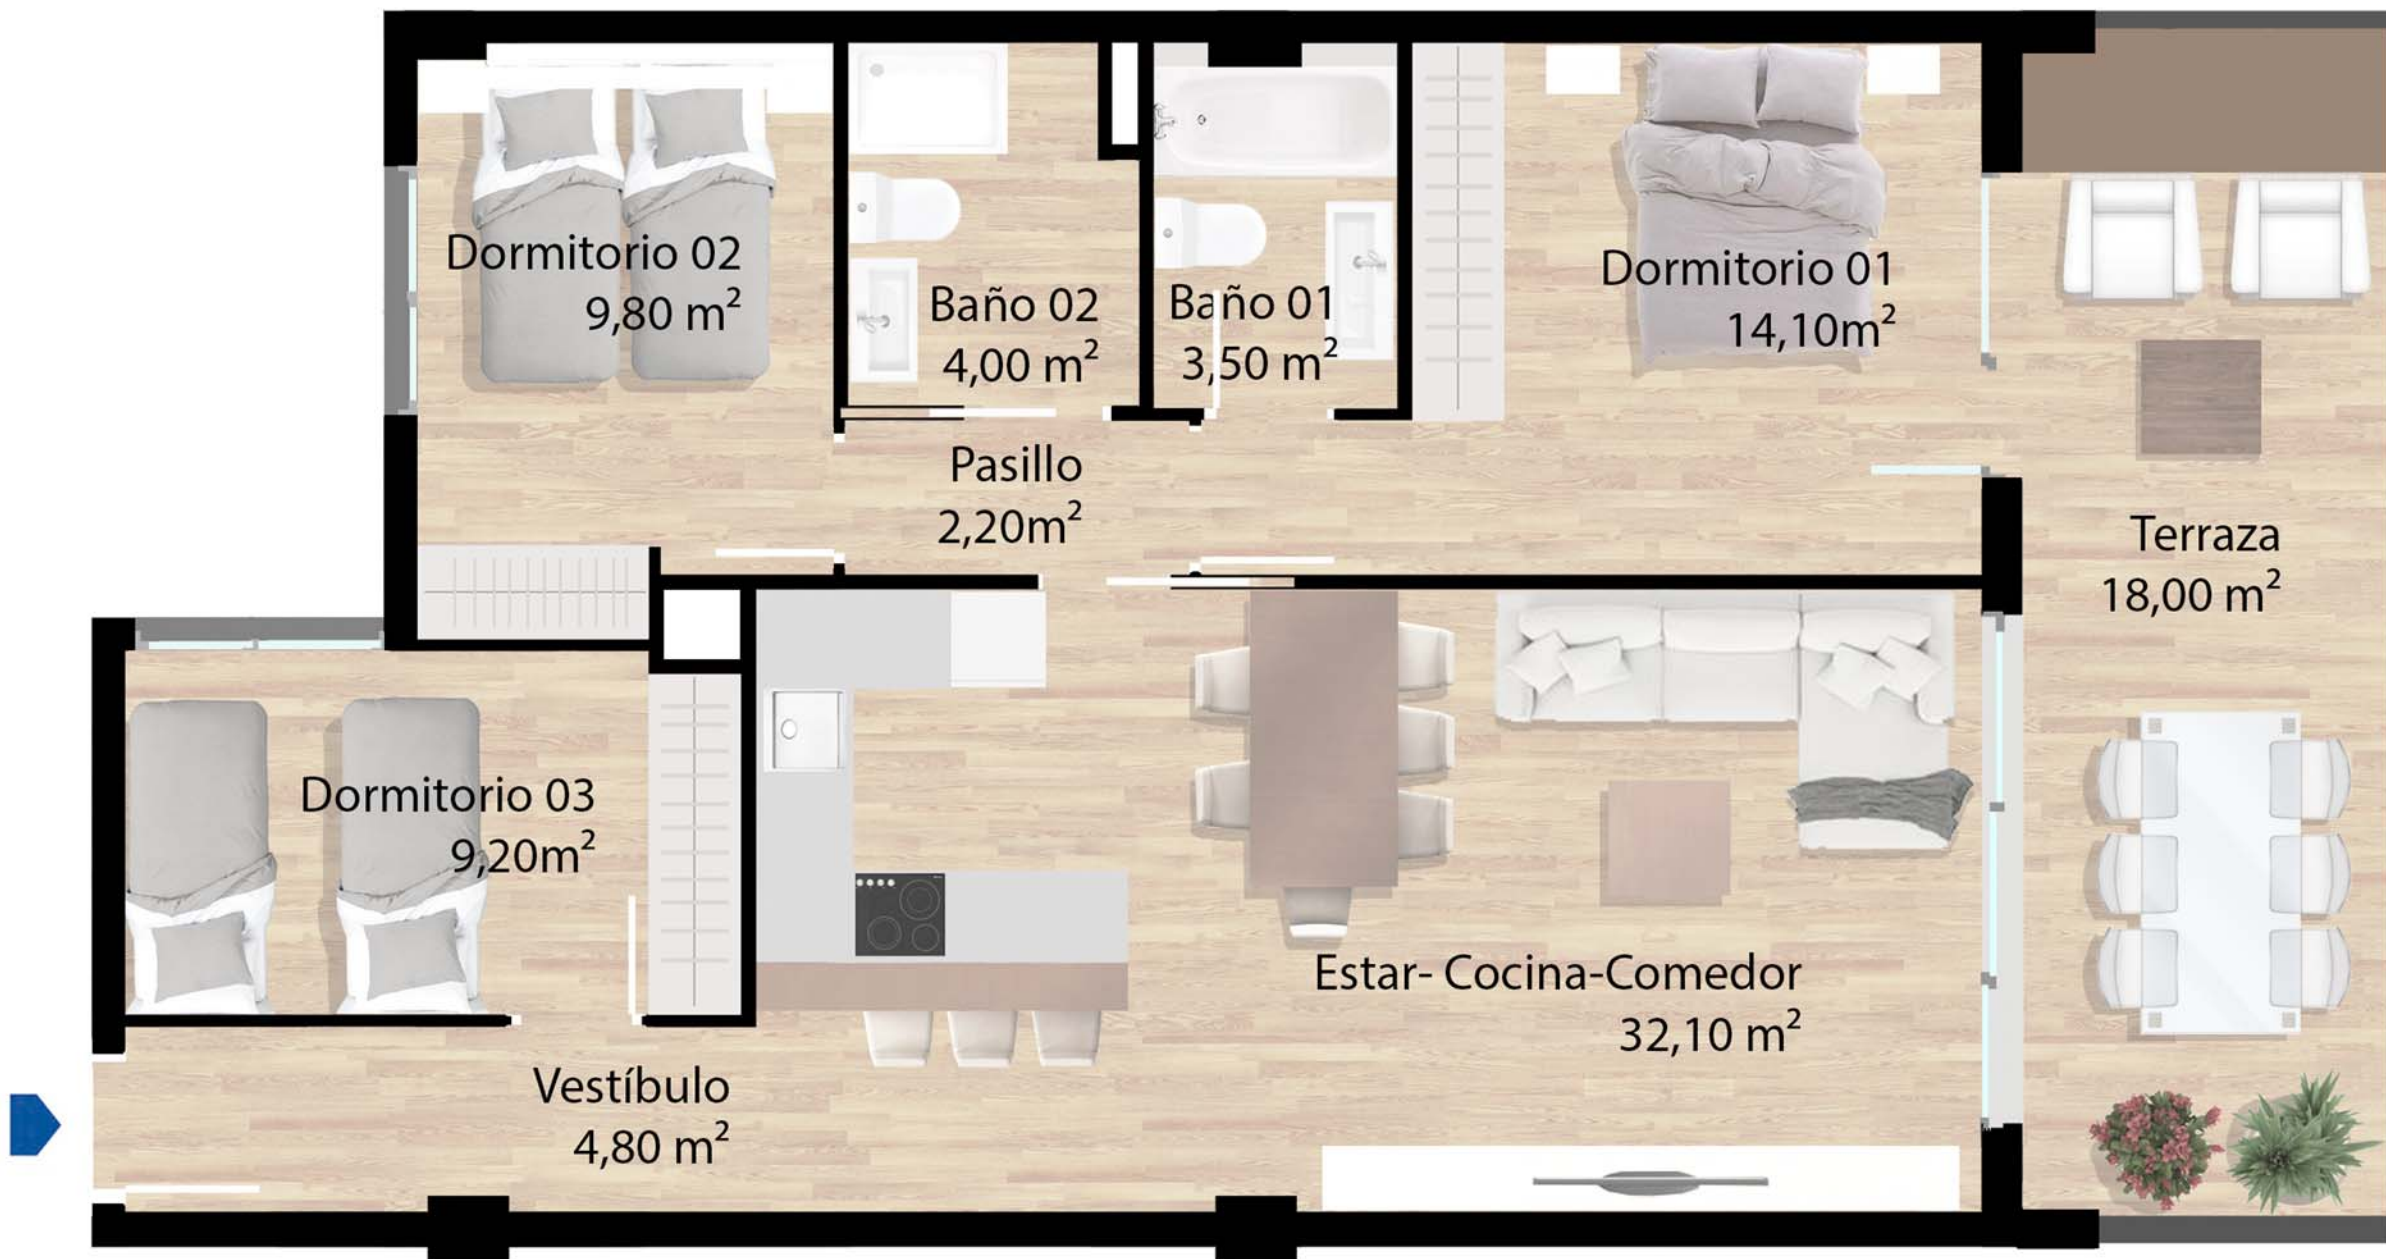 Dormitorio 02
9,80 m²
Baño 02
4,00 m²
Baño 01
3,50 m²
Dormitorio 01
14,10m²
Pasillo
2,20m²
Terraza
18,00 m²
Dormitorio 03
9,20m²
Estar- Cocina-Comedor
32,10 m²
Vestíbulo
4,80 m²